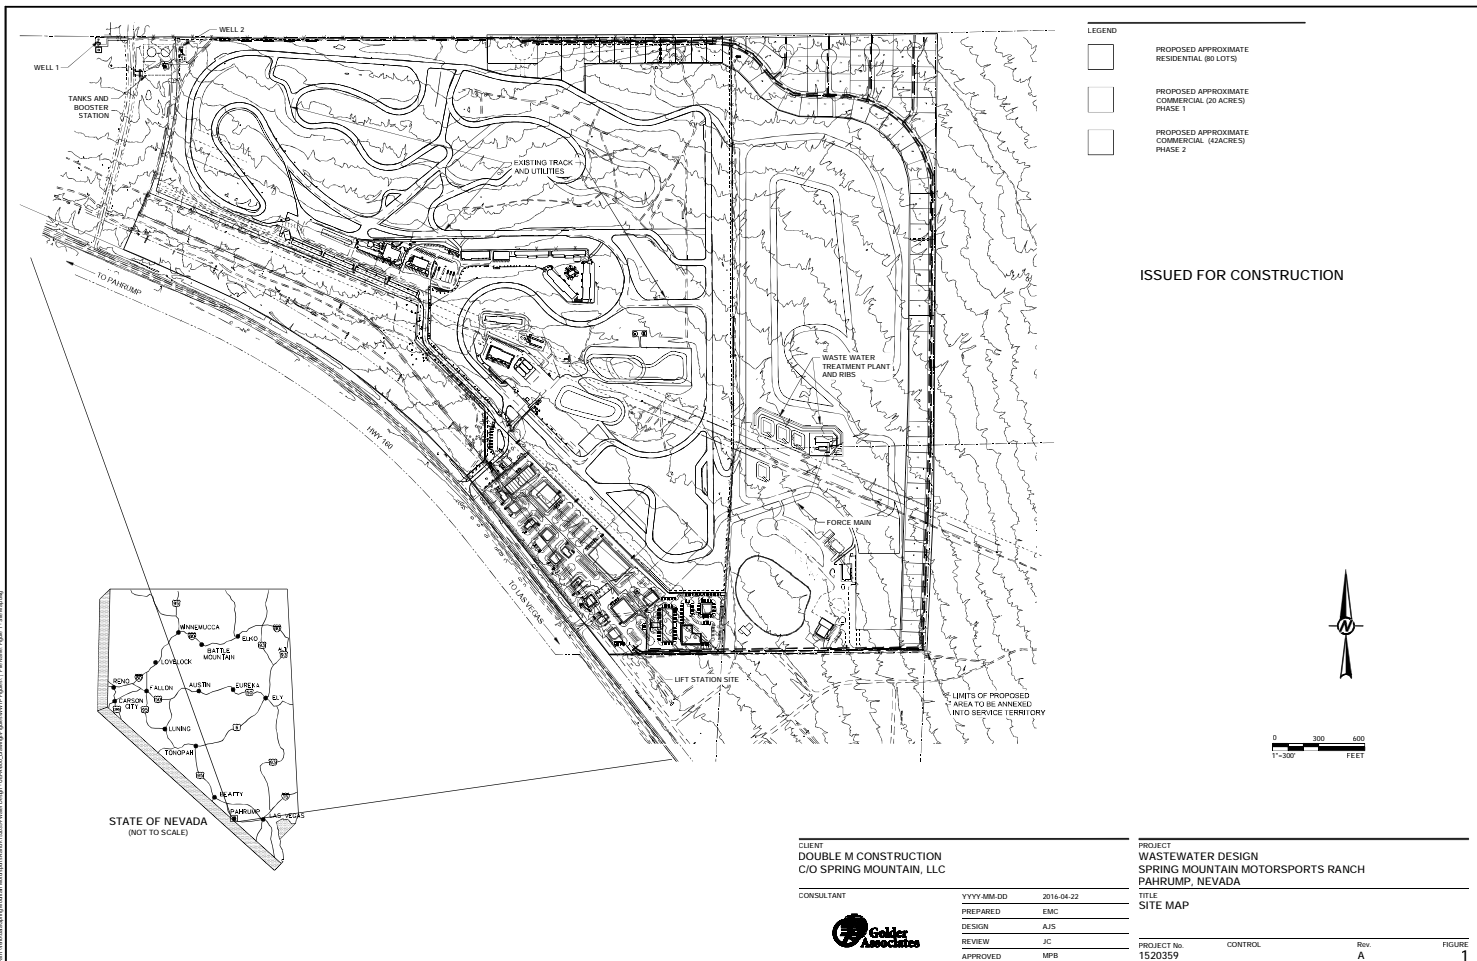 WELL 2
WELL 1
TANKS AND
BOOSTER
STATION
EXISTING TRACK
AND UTILITIES
TO PAHRUMP
HWY 160
WASTE WATER
TREATMENT PLANT
AND RIBS
FORCE MAIN
TO LAS VEGAS
LIFT STATION SITE
LIMITS OF PROPOSED
AREA TO BE ANNEXED
INTO SERVICE TERRITORY
LEGEND
PROPOSED APPROXIMATE
RESIDENTIAL (80 LOTS)
PROPOSED APPROXIMATE
COMMERCIAL (20 ACRES)
PHASE 1
PROPOSED APPROXIMATE
COMMERCIAL (42ACRES)
PHASE 2
ISSUED FOR CONSTRUCTION
N
0 300 600
1"=300' FEET
WINNEMUCCA
ELKO
BATTLE
MOUNTAIN
LOVELOCK
RENO
FALLON
AUSTIN
EUREKA
ELY
CARSON
CITY
LUNING
TONOPAH
BEATTY
PAHRUMP
LAS VEGAS
STATE OF NEVADA
(NOT TO SCALE)
CLIENT
DOUBLE M CONSTRUCTION
C/O SPRING MOUNTAIN, LLC
CONSULTANT
Golder
Associates
YYYY-MM-DD 2016-04-22
PREPARED EMC
DESIGN AJS
REVIEW JC
APPROVED MPB
PROJECT
WASTEWATER DESIGN
SPRING MOUNTAIN MOTORSPORTS RANCH
PAHRUMP, NEVADA
TITLE
SITE MAP
PROJECT No. CONTROL Rev. FIGURE
1520359 A 1